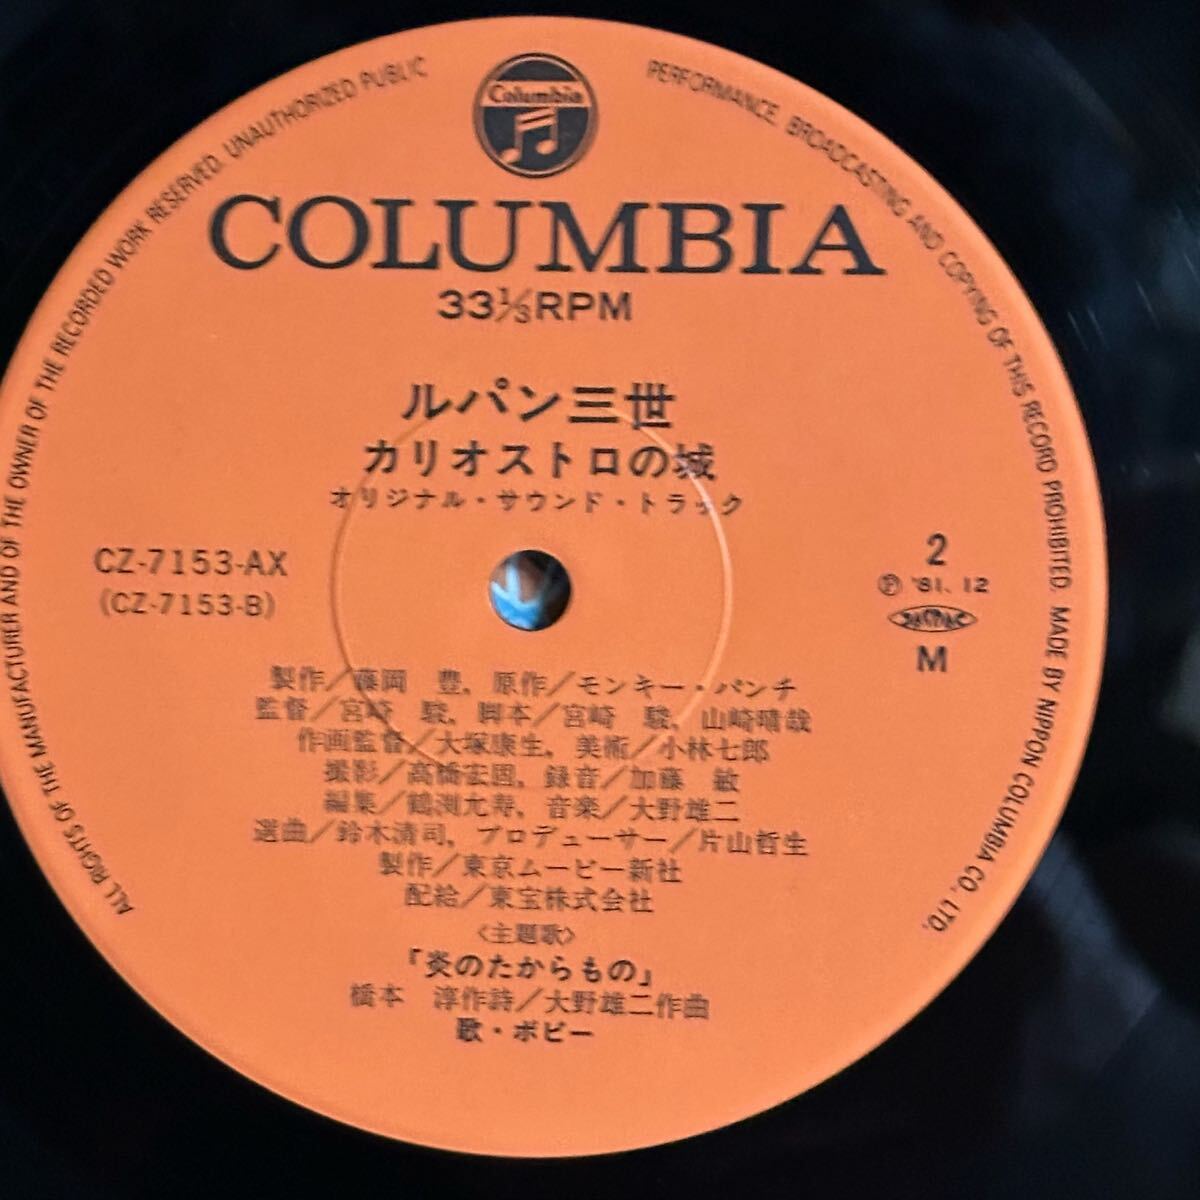 ALL RIGHTS OF THE MANUFACTURER AND OF THE OWNER OF THE RECORDED WORK RESERVED. UNAUTHORIZED PUBLIC PERFORMANCE. BROADCASTING AND COPYING OF THIS RECORD PROHIBITED. MADE BY NIPPON COLUMBIA CO., LTD.
Columbia
COLUMBIA
33⅓RPM
ルパン三世
カリオストロの城
オリジナル・サウンド・トラック
CZ-7153-AX
(CZ-7153-B)
2
Ⓟ '81. 12
JASRAC
M
製作／藤岡 豊, 原作／モンキー・パンチ
監督／宮崎 駿, 脚本／宮崎 駿, 山崎晴哉
作画監督／大塚康生, 美術／小林七郎
撮影／高橋宏固, 録音／加藤 敏
編集／鶴渕允寿, 音楽／大野雄二
選曲／鈴木清司, プロデューサー／片山哲生
製作／東京ムービー新社
配給／東宝株式会社
〈主題歌〉
「炎のたからもの」
橋本 淳作詩／大野雄二作曲
歌・ボビー